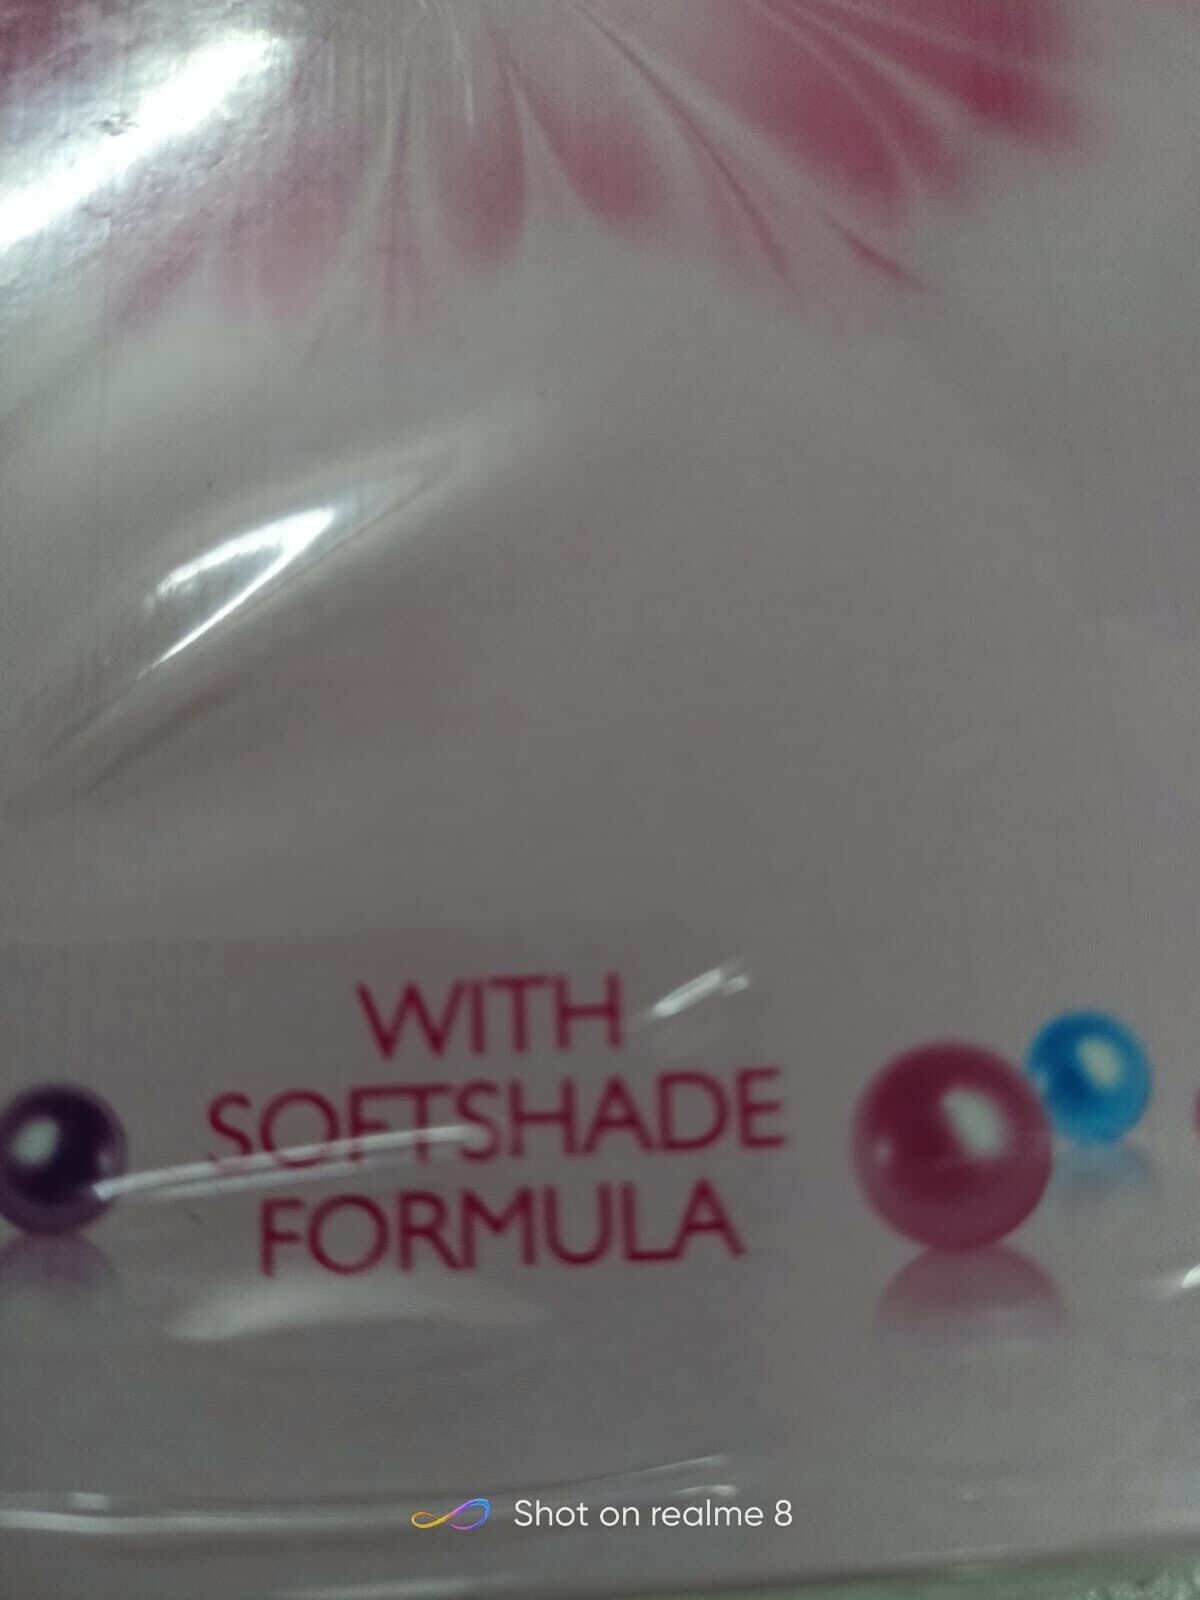 WITH
SOFTSHADE
FORMULA
Shot on realme 8